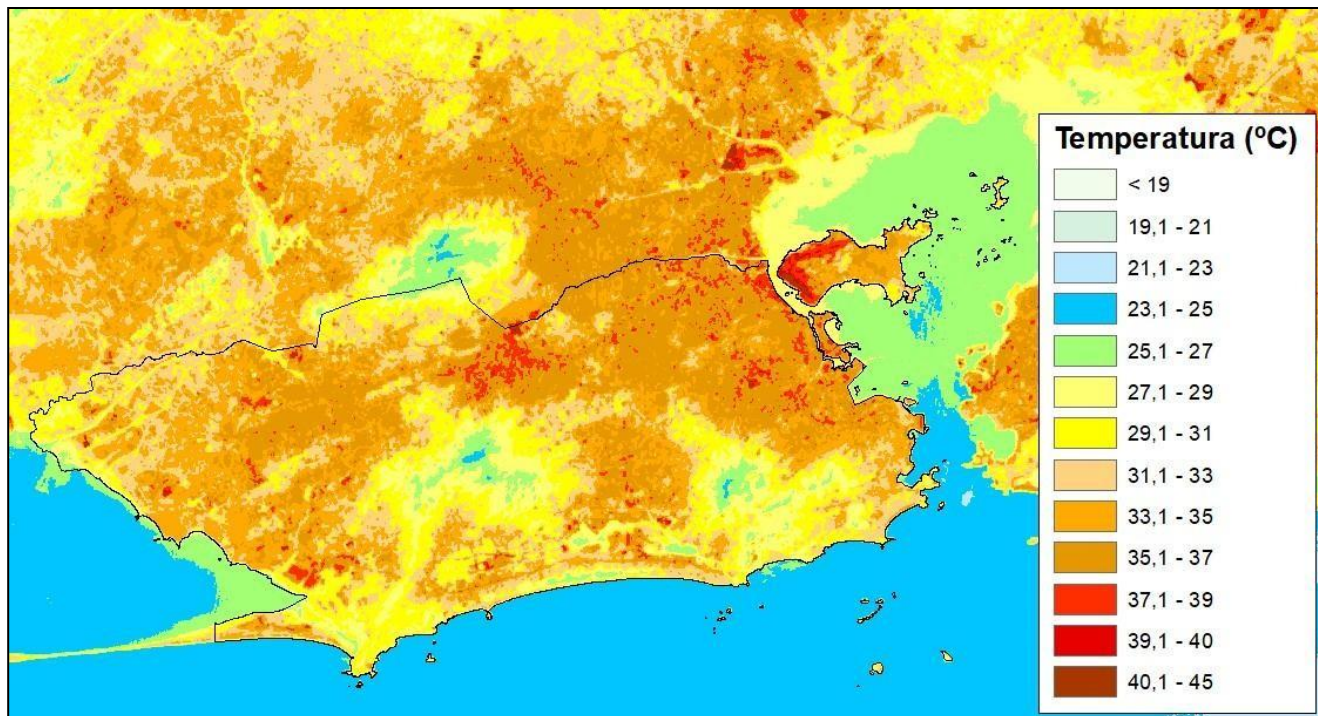 Temperatura (ºC)
< 19
19,1 - 21
21,1 - 23
23,1 - 25
25,1 - 27
27,1 - 29
29,1 - 31
31,1 - 33
33,1 - 35
35,1 - 37
37,1 - 39
39,1 - 40
40,1 - 45